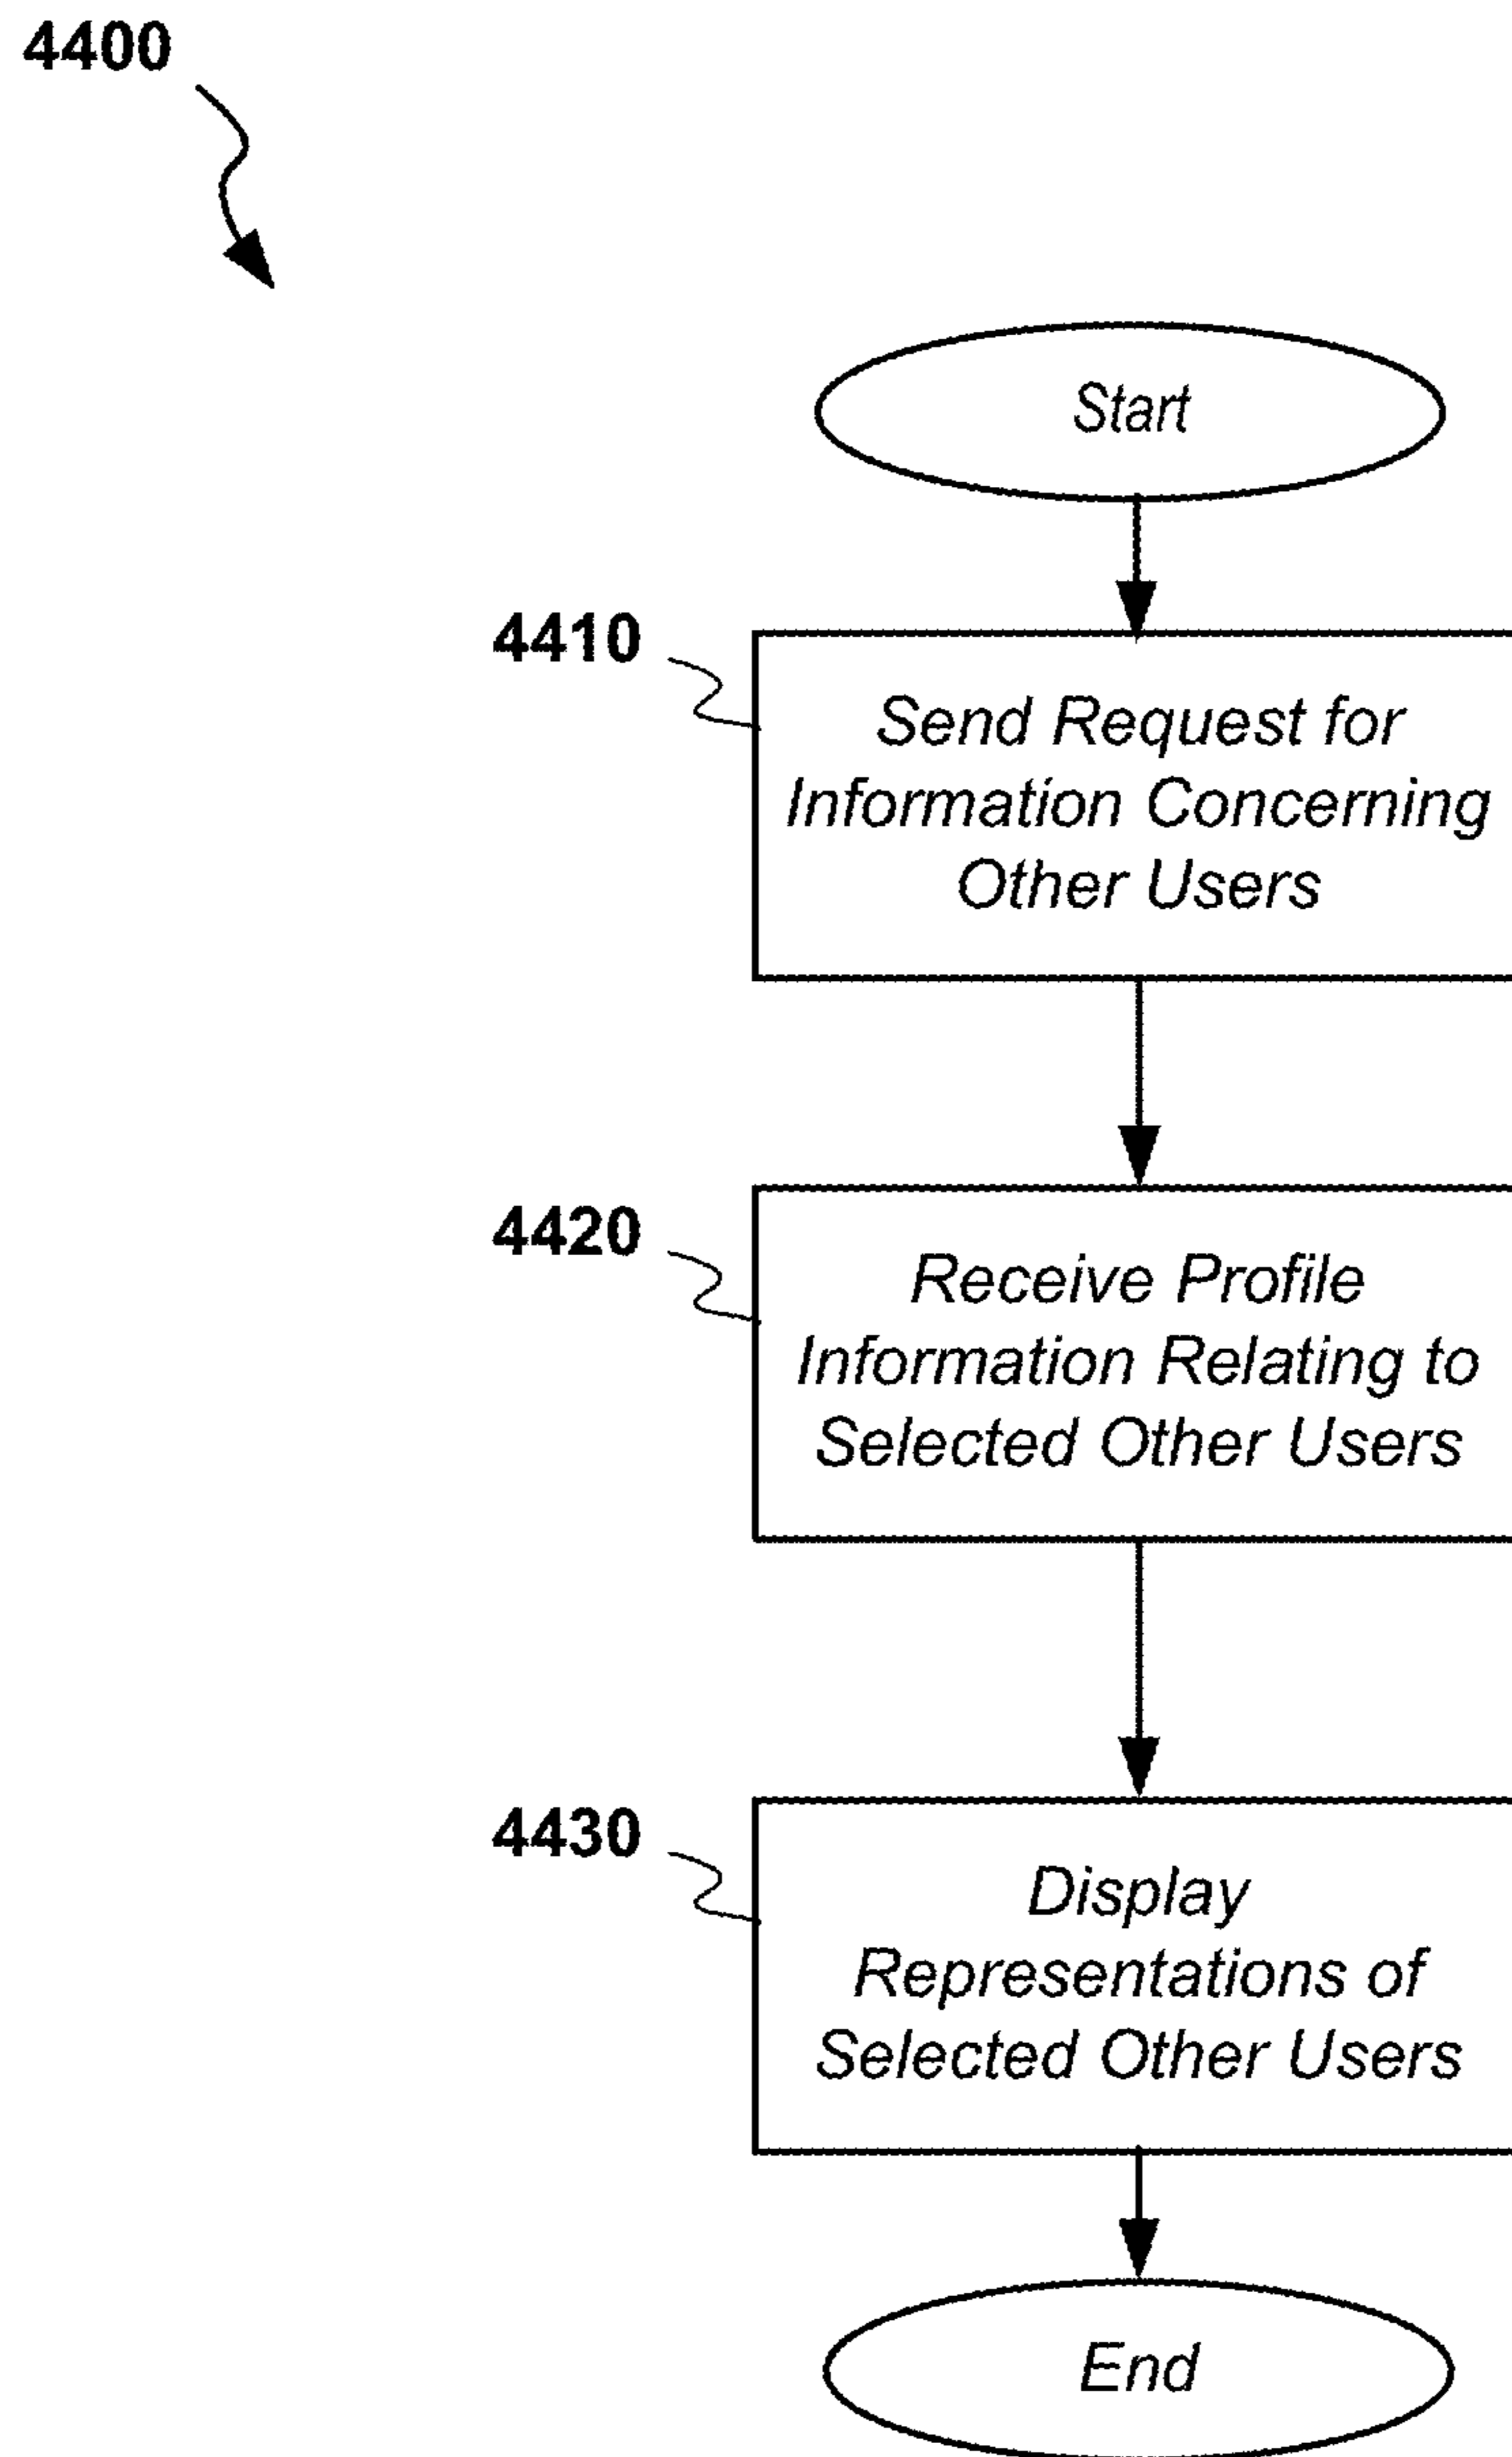 4400
Start
4410
Send Request for
Information Concerning
Other Users
4420
Receive Profile
Information Relating to
Selected Other Users
4430
Display
Representations of
Selected Other Users
End